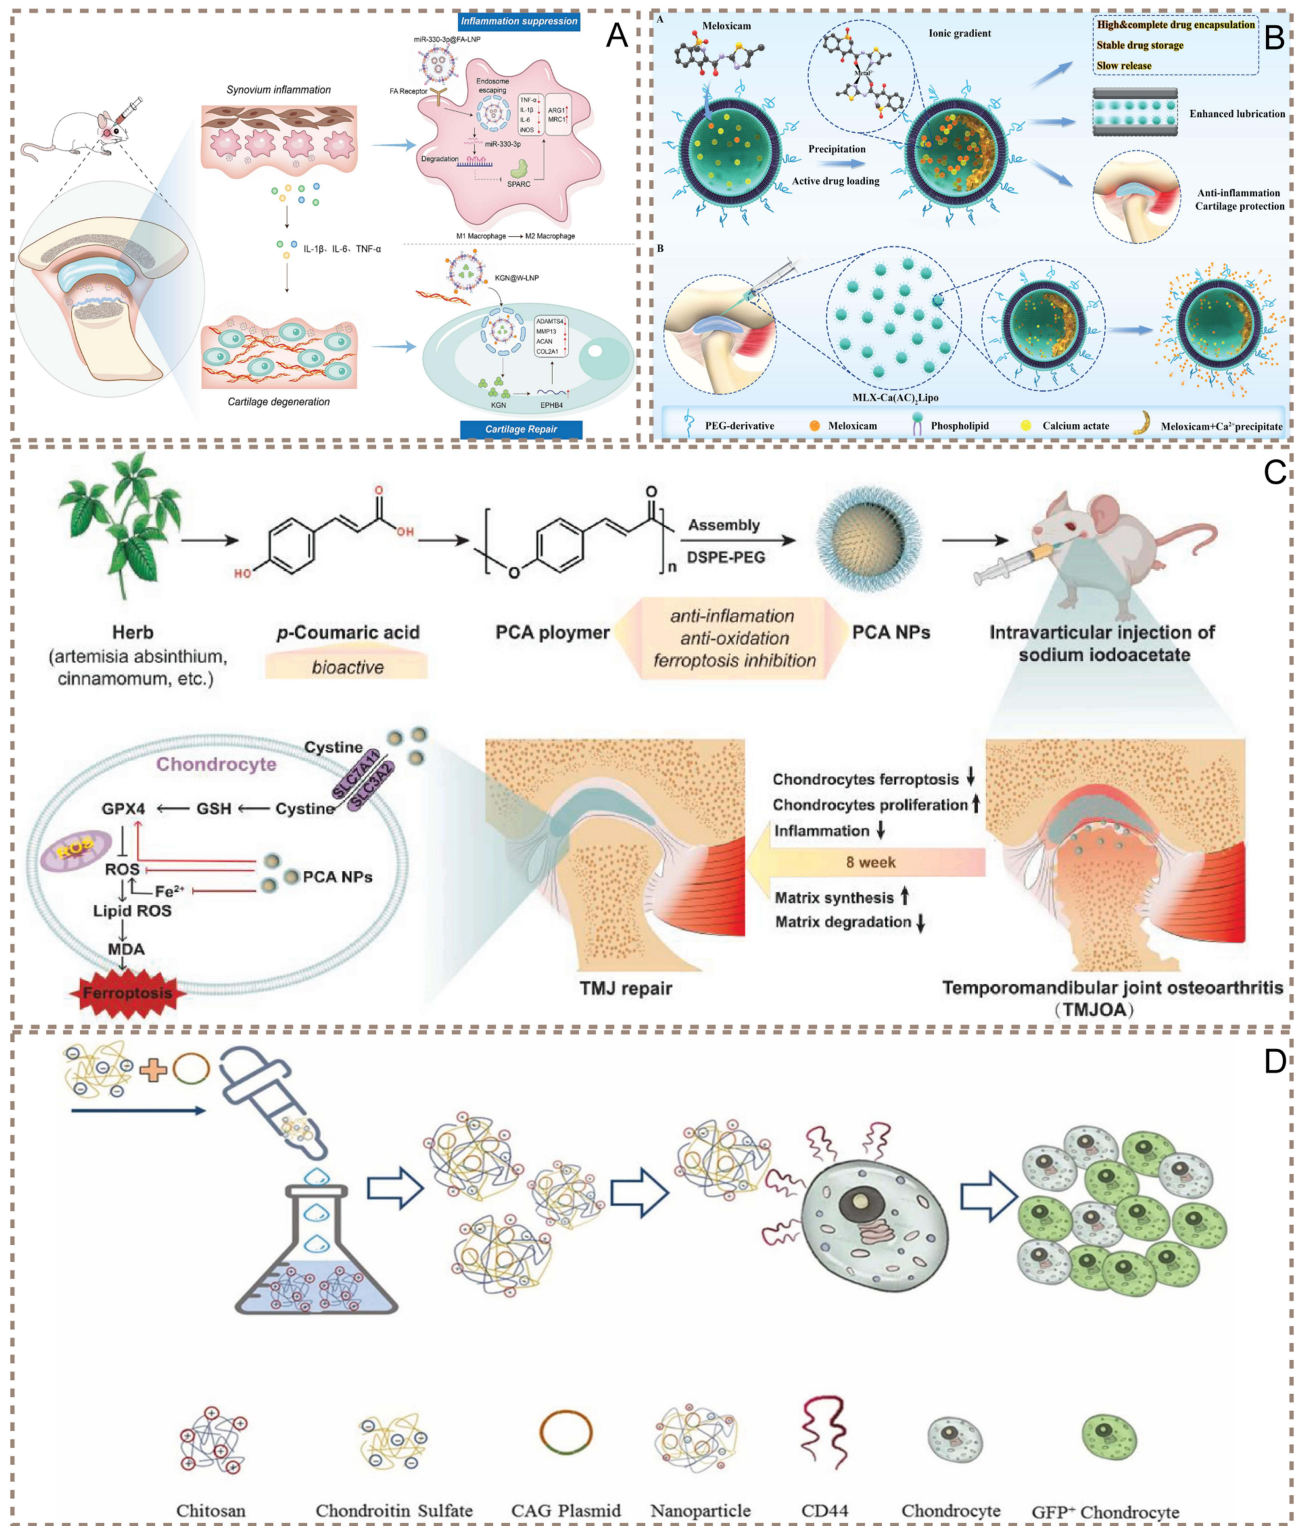 A
Inflammation suppression
miR-330-3p@FA-LNP
FA Receptor
Endosome
escaping
TNF-α
IL-1β
IL-6
iNOS
ARG1
MRC1
miR-330-3p
Degradation
SPARC
M1 Macrophage → M2 Macrophage
Synovium inflammation
IL-1β、IL-6、TNF-α
Cartilage degeneration
KGN@W-LNP
ADAMTS4
MMP13
ACAN
COL2A1
KGN
EPHB4
Cartilage Repair
B
A
Meloxicam
Ionic gradient
Metal
Precipitation
Active drug loading
High&complete drug encapsulation
Stable drug storage
Slow release
Enhanced lubrication
Anti-inflammation
Cartilage protection
B
MLX-Ca(AC)₂Lipo
PEG-derivative
Meloxicam
Phospholipid
Calcium actate
Meloxicam+Ca²⁺precipitate
C
O
OH
HO
O
O
n
Assembly
DSPE-PEG
Herb
(artemisia absinthium,
cinnamomum, etc.)
p-Coumaric acid
bioactive
PCA ploymer
anti-inflamation
anti-oxidation
ferroptosis inhibition
PCA NPs
Intravarticular injection of
sodium iodoacetate
Chondrocyte
Cystine
SLC7A11
SLC3A2
GPX4 ← GSH ← Cystine
ROS
ROS
PCA NPs
Fe²⁺
Lipid ROS
MDA
Ferroptosis
TMJ repair
Chondrocytes ferroptosis ↓
Chondrocytes proliferation ↑
Inflammation ↓
8 week
Matrix synthesis ↑
Matrix degradation ↓
Temporomandibular joint osteoarthritis
(TMJOA)
D
Chitosan
Chondroitin Sulfate
CAG Plasmid
Nanoparticle
CD44
Chondrocyte
GFP⁺ Chondrocyte